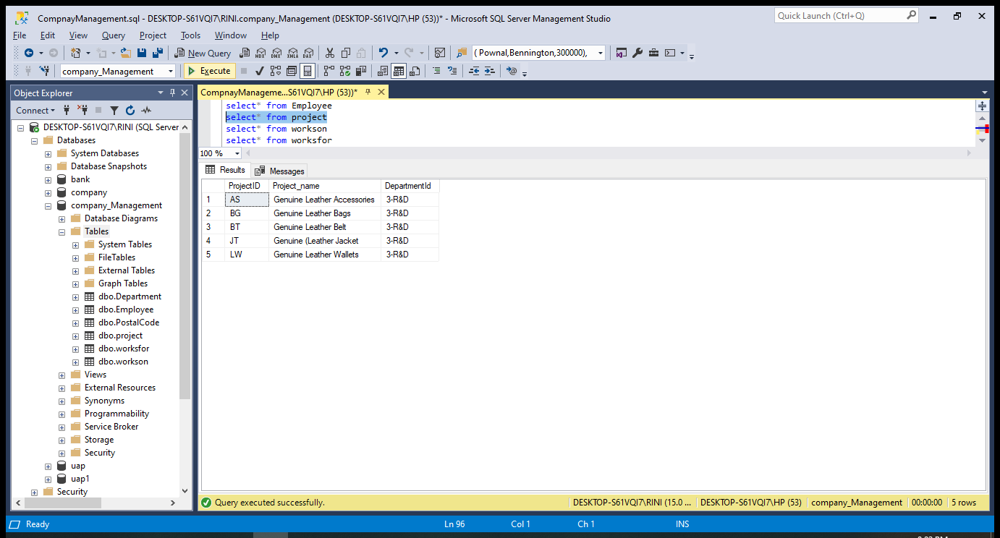 CompnayManagement.sql - DESKTOP-S61VQI7\RINI.company_Management (DESKTOP-S61VQI7\HP (53))* - Microsoft SQL Server Management Studio
Quick Launch (Ctrl+Q)
File Edit View Query Project Tools Window Help
New Query MDX DMX XMLA DAX ( Pownal,Bennington,300000),
company_Management Execute
Object Explorer
Connect
DESKTOP-S61VQI7\RINI (SQL Server
Databases
System Databases
Database Snapshots
bank
company
company_Management
Database Diagrams
Tables
System Tables
FileTables
External Tables
Graph Tables
dbo.Department
dbo.Employee
dbo.PostalCode
dbo.project
dbo.worksfor
dbo.workson
Views
External Resources
Synonyms
Programmability
Service Broker
Storage
Security
uap
uap1
Security
CompnayManageme...S61VQI7\HP (53))*
select* from Employee
select* from project
select* from workson
select* from worksfor
100 %
Results Messages
ProjectID Project_name DepartmentId
1 AS Genuine Leather Accessories 3-R&D
2 BG Genuine Leather Bags 3-R&D
3 BT Genuine Leather Belt 3-R&D
4 JT Genuine (Leather Jacket 3-R&D
5 LW Genuine Leather Wallets 3-R&D
Query executed successfully. DESKTOP-S61VQI7\RINI (15.0 ... DESKTOP-S61VQI7\HP (53) company_Management 00:00:00 5 rows
Ready Ln 96 Col 1 Ch 1 INS